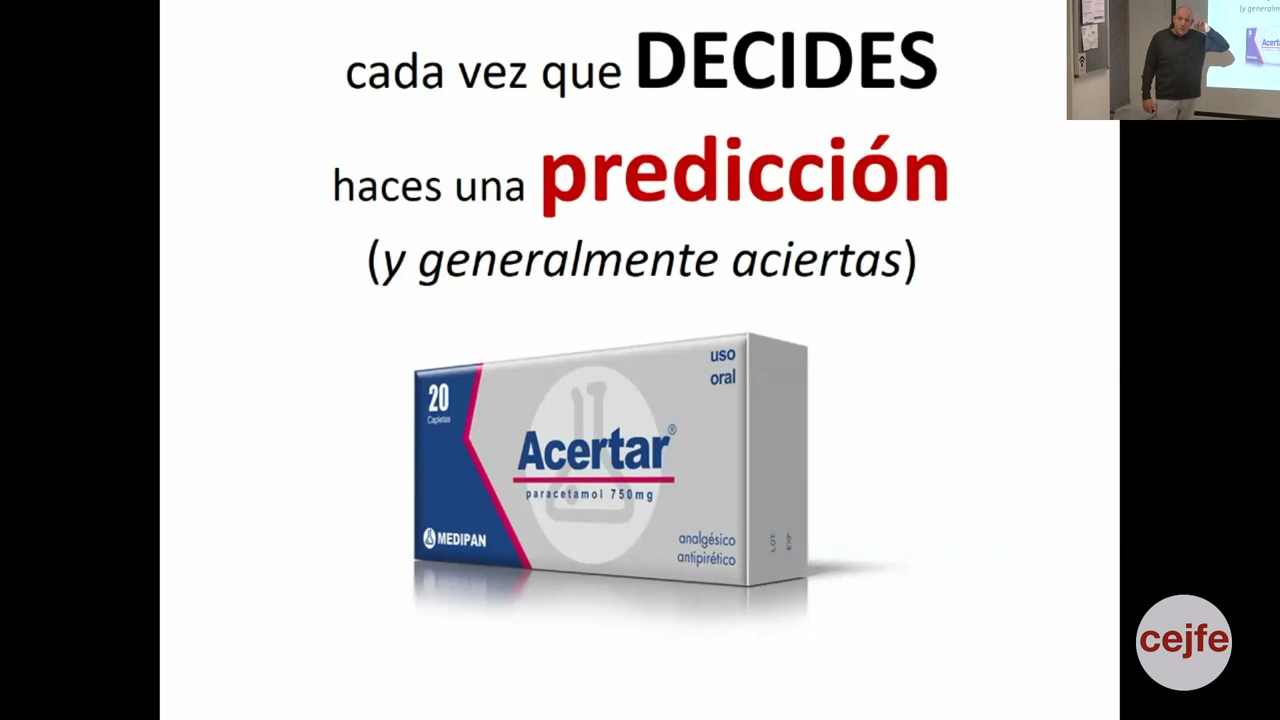 cada vez que DECIDES
haces una predicción
(y generalmente aciertas)
20
Capletas
uso
oral
Acertar®
paracetamol 750mg
MEDIPAN
analgésico
antipirético
LOT:
EXP:
cejfe